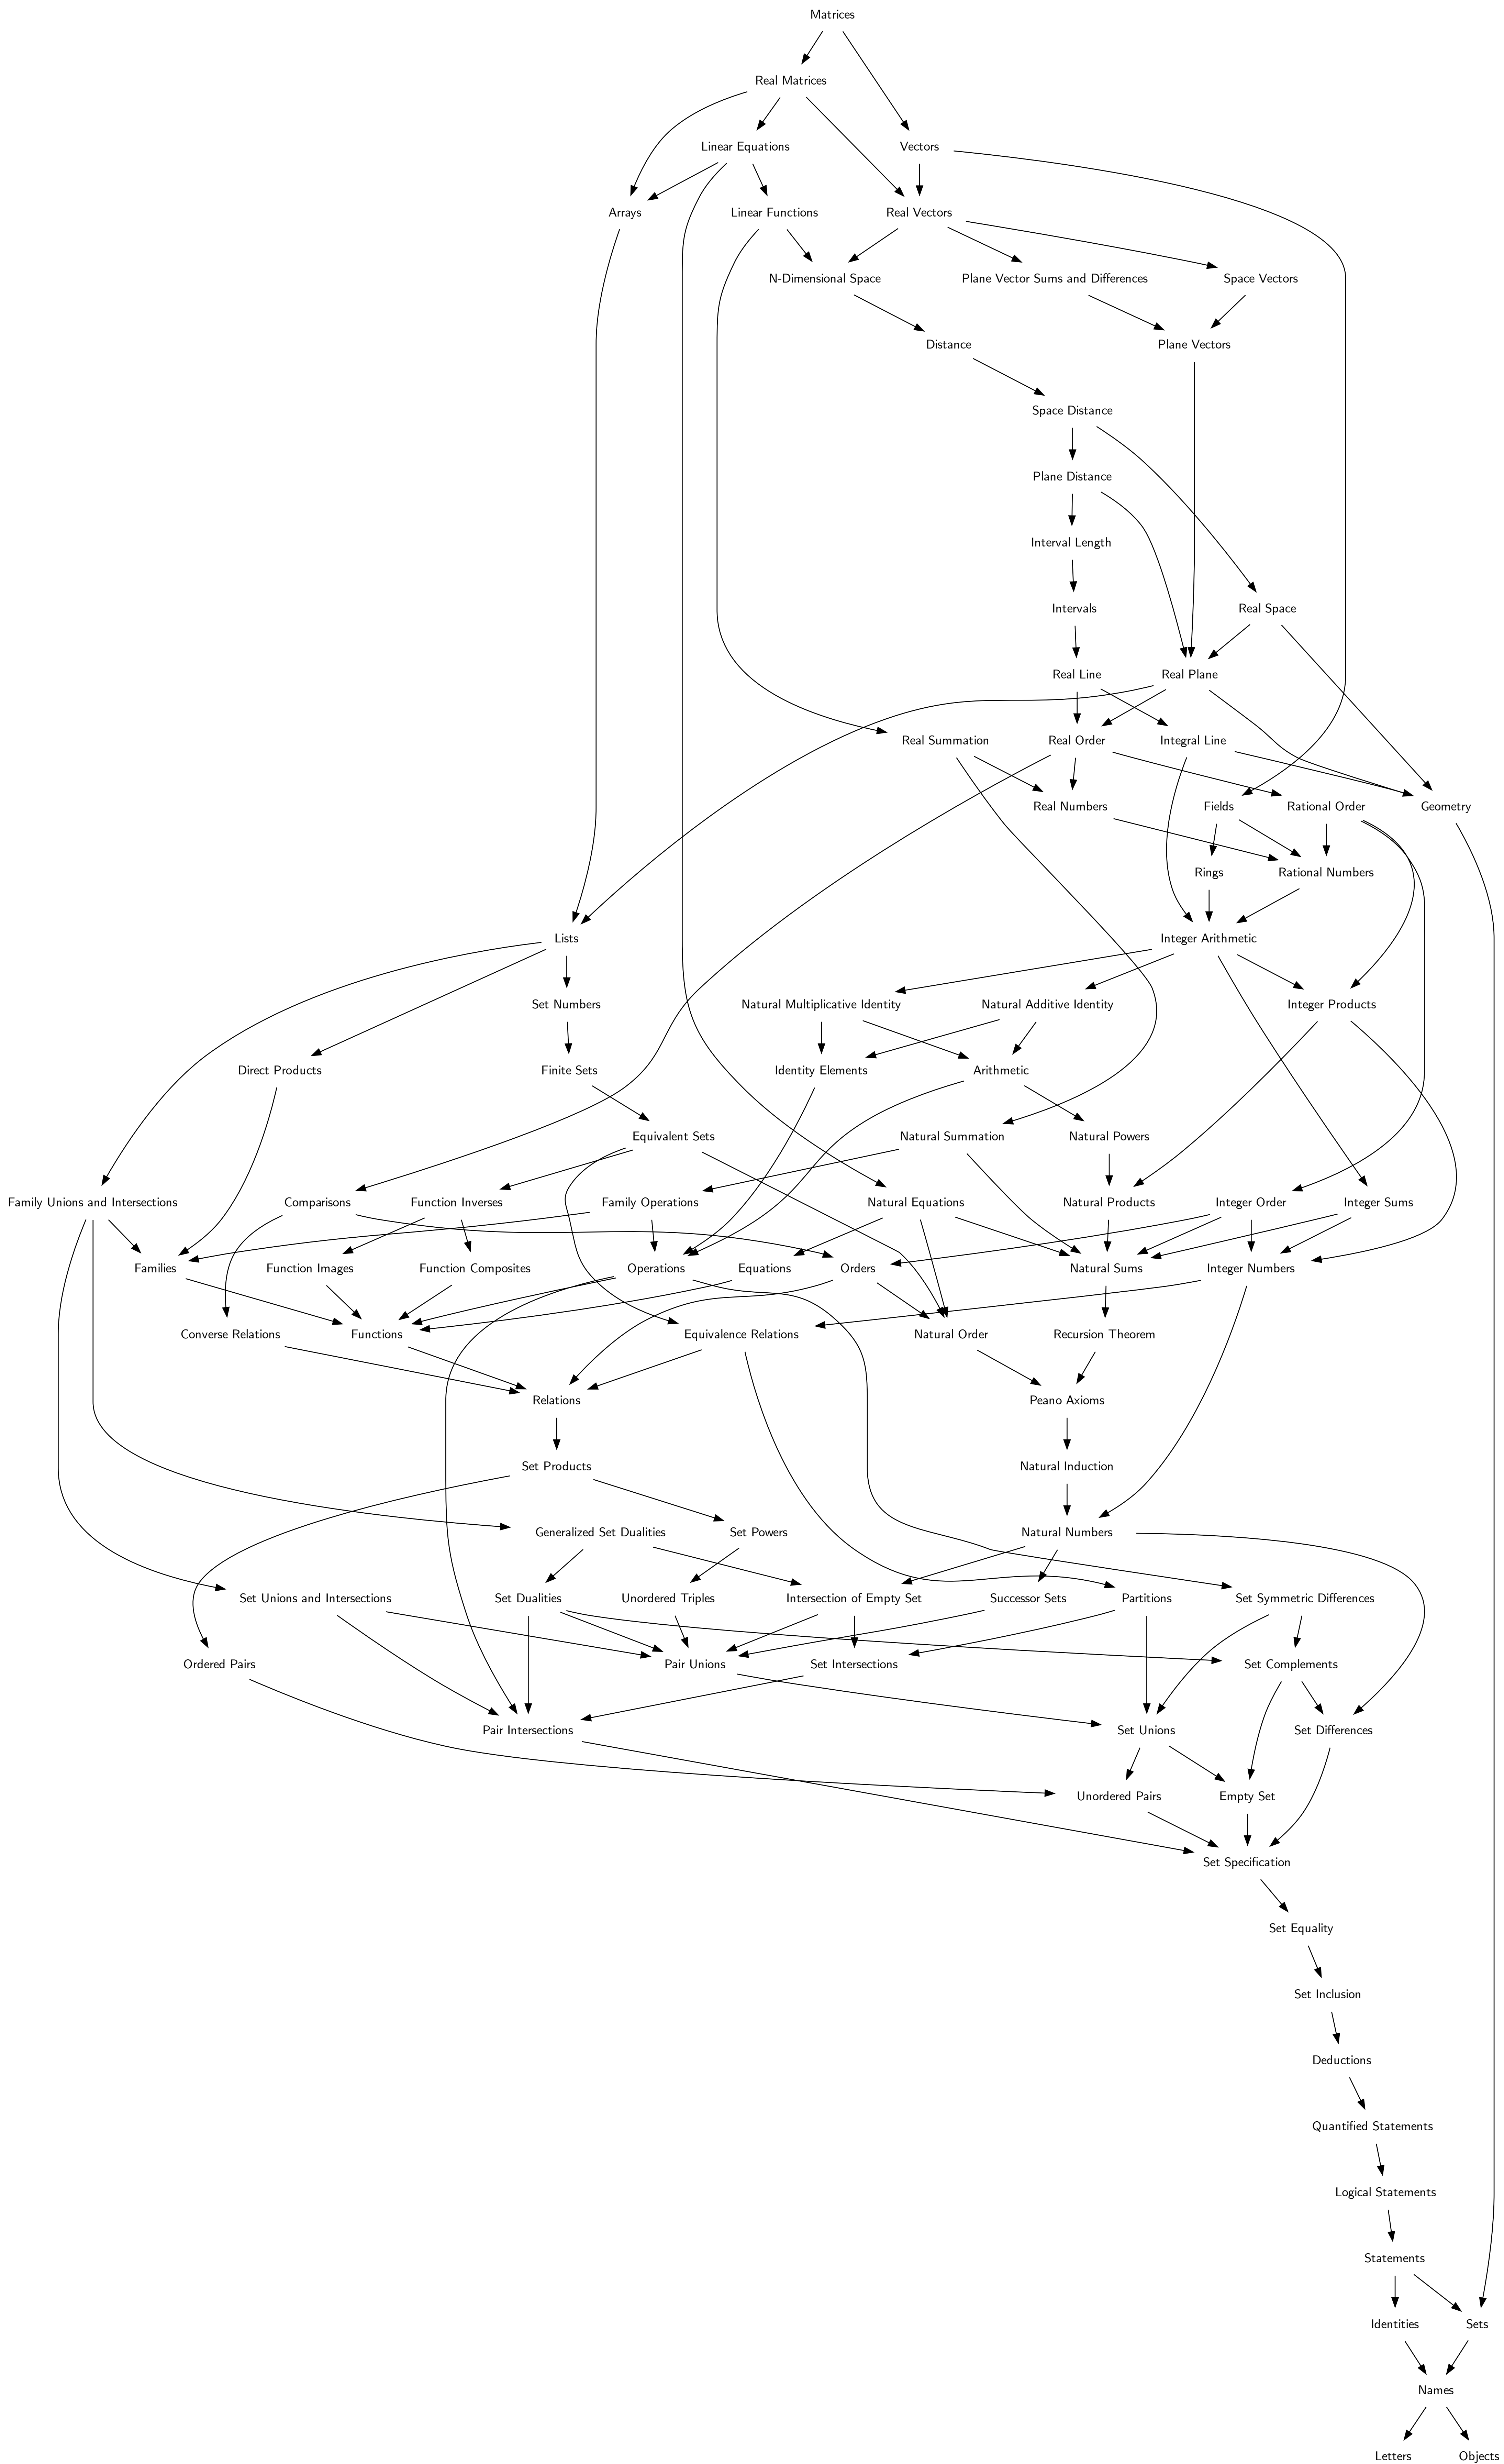 Matrices
Real Matrices
Linear Equations
Vectors
Arrays
Linear Functions
Real Vectors
N-Dimensional Space
Plane Vector Sums and Differences
Space Vectors
Distance
Plane Vectors
Space Distance
Plane Distance
Interval Length
Intervals
Real Space
Real Line
Real Plane
Real Summation
Real Order
Integral Line
Real Numbers
Fields
Rational Order
Geometry
Rings
Rational Numbers
Lists
Integer Arithmetic
Set Numbers
Natural Multiplicative Identity
Natural Additive Identity
Integer Products
Direct Products
Finite Sets
Identity Elements
Arithmetic
Equivalent Sets
Natural Summation
Natural Powers
Family Unions and Intersections
Comparisons
Function Inverses
Family Operations
Natural Equations
Natural Products
Integer Order
Integer Sums
Families
Function Images
Function Composites
Operations
Equations
Orders
Natural Sums
Integer Numbers
Converse Relations
Functions
Equivalence Relations
Natural Order
Recursion Theorem
Relations
Peano Axioms
Set Products
Natural Induction
Generalized Set Dualities
Set Powers
Natural Numbers
Set Unions and Intersections
Set Dualities
Unordered Triples
Intersection of Empty Set
Successor Sets
Partitions
Set Symmetric Differences
Ordered Pairs
Pair Unions
Set Intersections
Set Complements
Pair Intersections
Set Unions
Set Differences
Unordered Pairs
Empty Set
Set Specification
Set Equality
Set Inclusion
Deductions
Quantified Statements
Logical Statements
Statements
Identities
Sets
Names
Letters
Objects